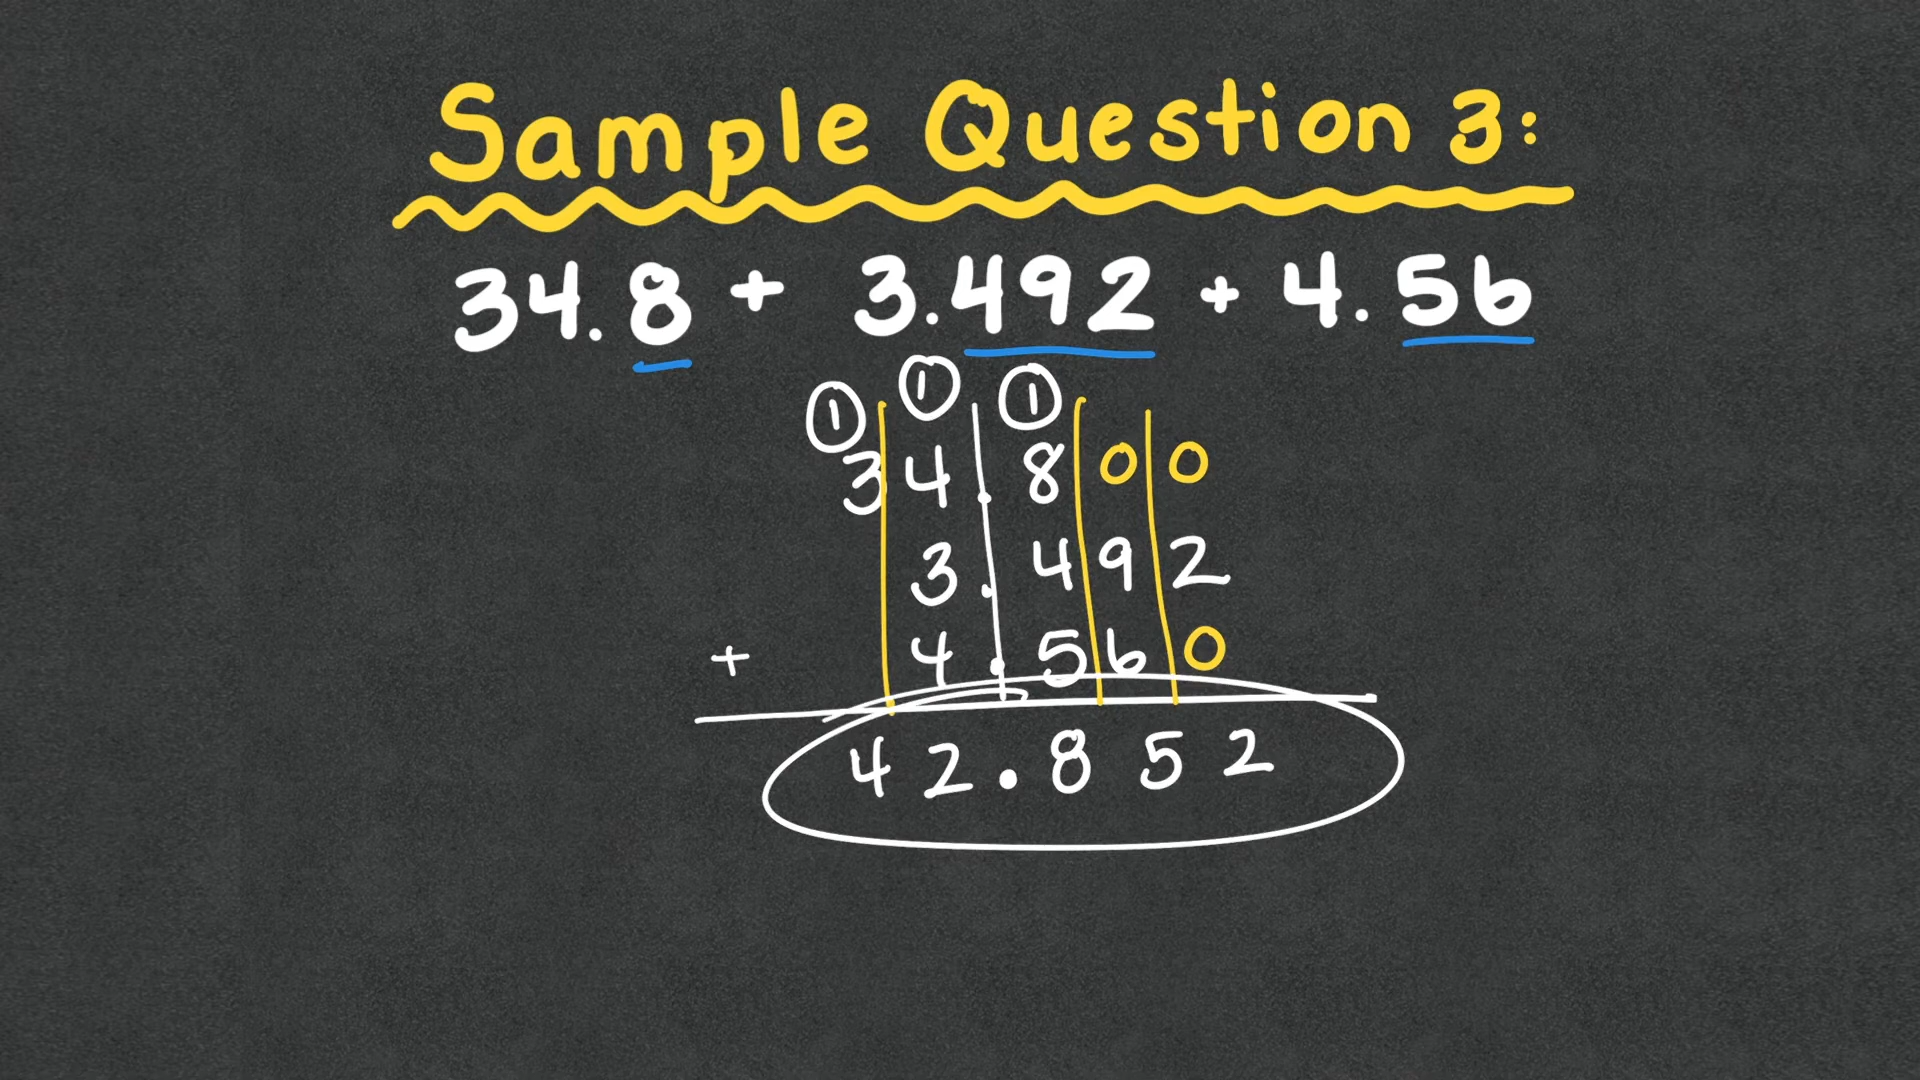 Sample Question 3:
34.8 + 3.492 + 4.56
1 1 1
34.800
3.492
+ 4.560
42.852